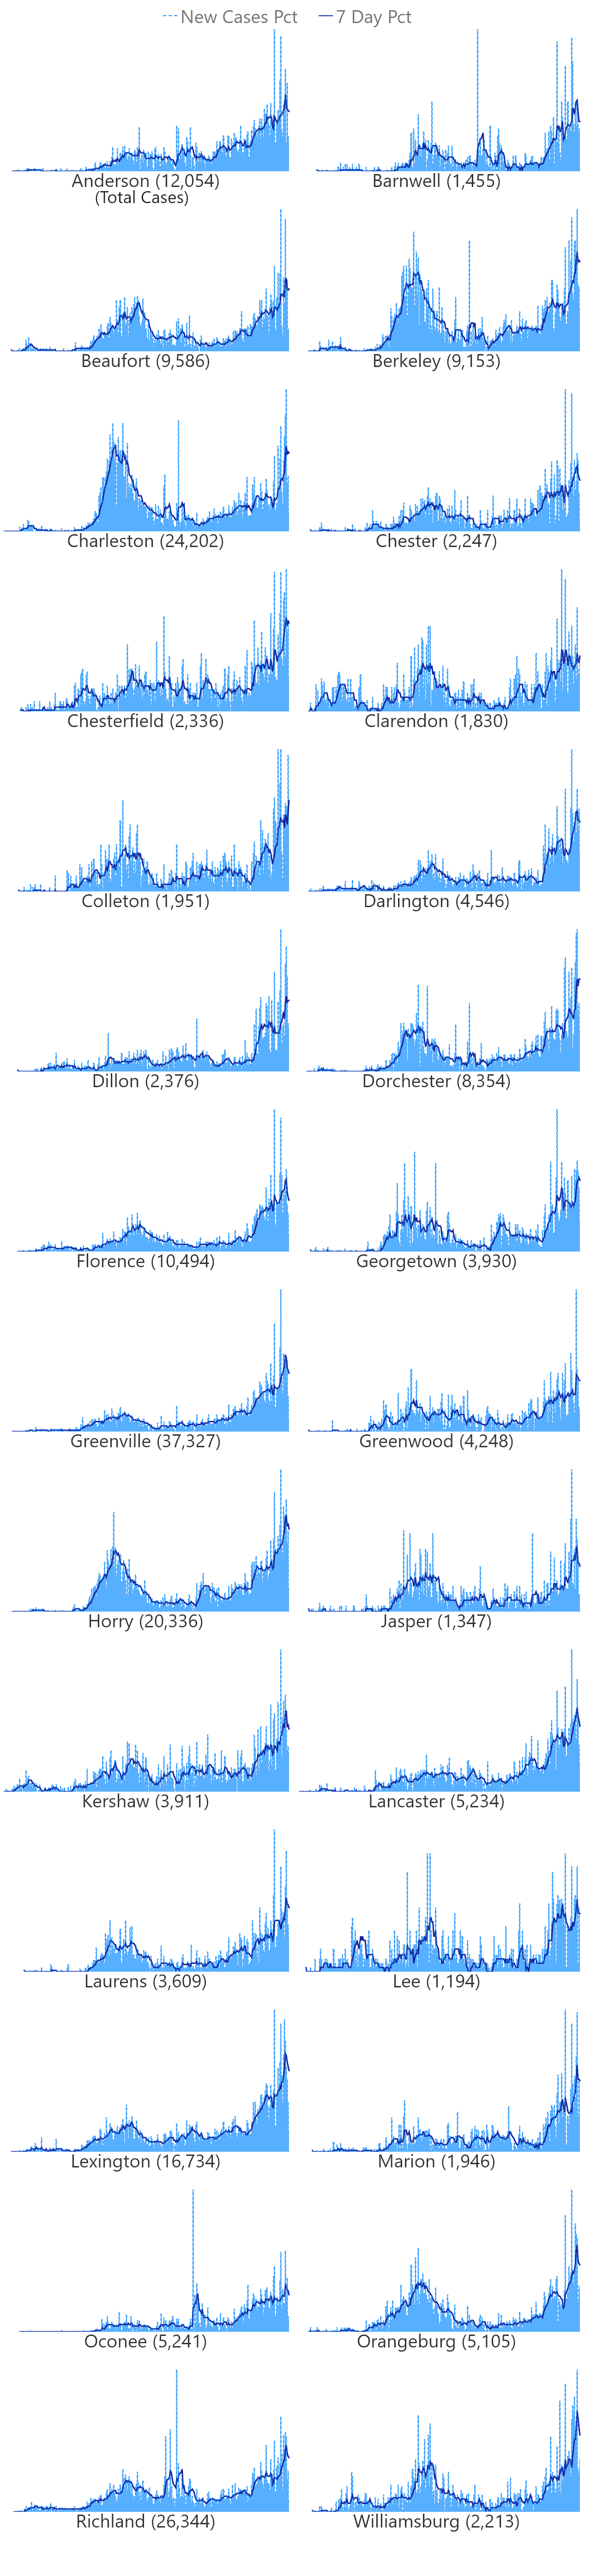 New Cases Pct 7 Day Pct
Anderson (12,054) Barnwell (1,455)
(Total Cases)
Beaufort (9,586) Berkeley (9,153)
Charleston (24,202) Chester (2,247)
Chesterfield (2,336) Clarendon (1,830)
Colleton (1,951) Darlington (4,546)
Dillon (2,376) Dorchester (8,354)
Florence (10,494) Georgetown (3,930)
Greenville (37,327) Greenwood (4,248)
Horry (20,336) Jasper (1,347)
Kershaw (3,911) Lancaster (5,234)
Laurens (3,609) Lee (1,194)
Lexington (16,734) Marion (1,946)
Oconee (5,241) Orangeburg (5,105)
Richland (26,344) Williamsburg (2,213)